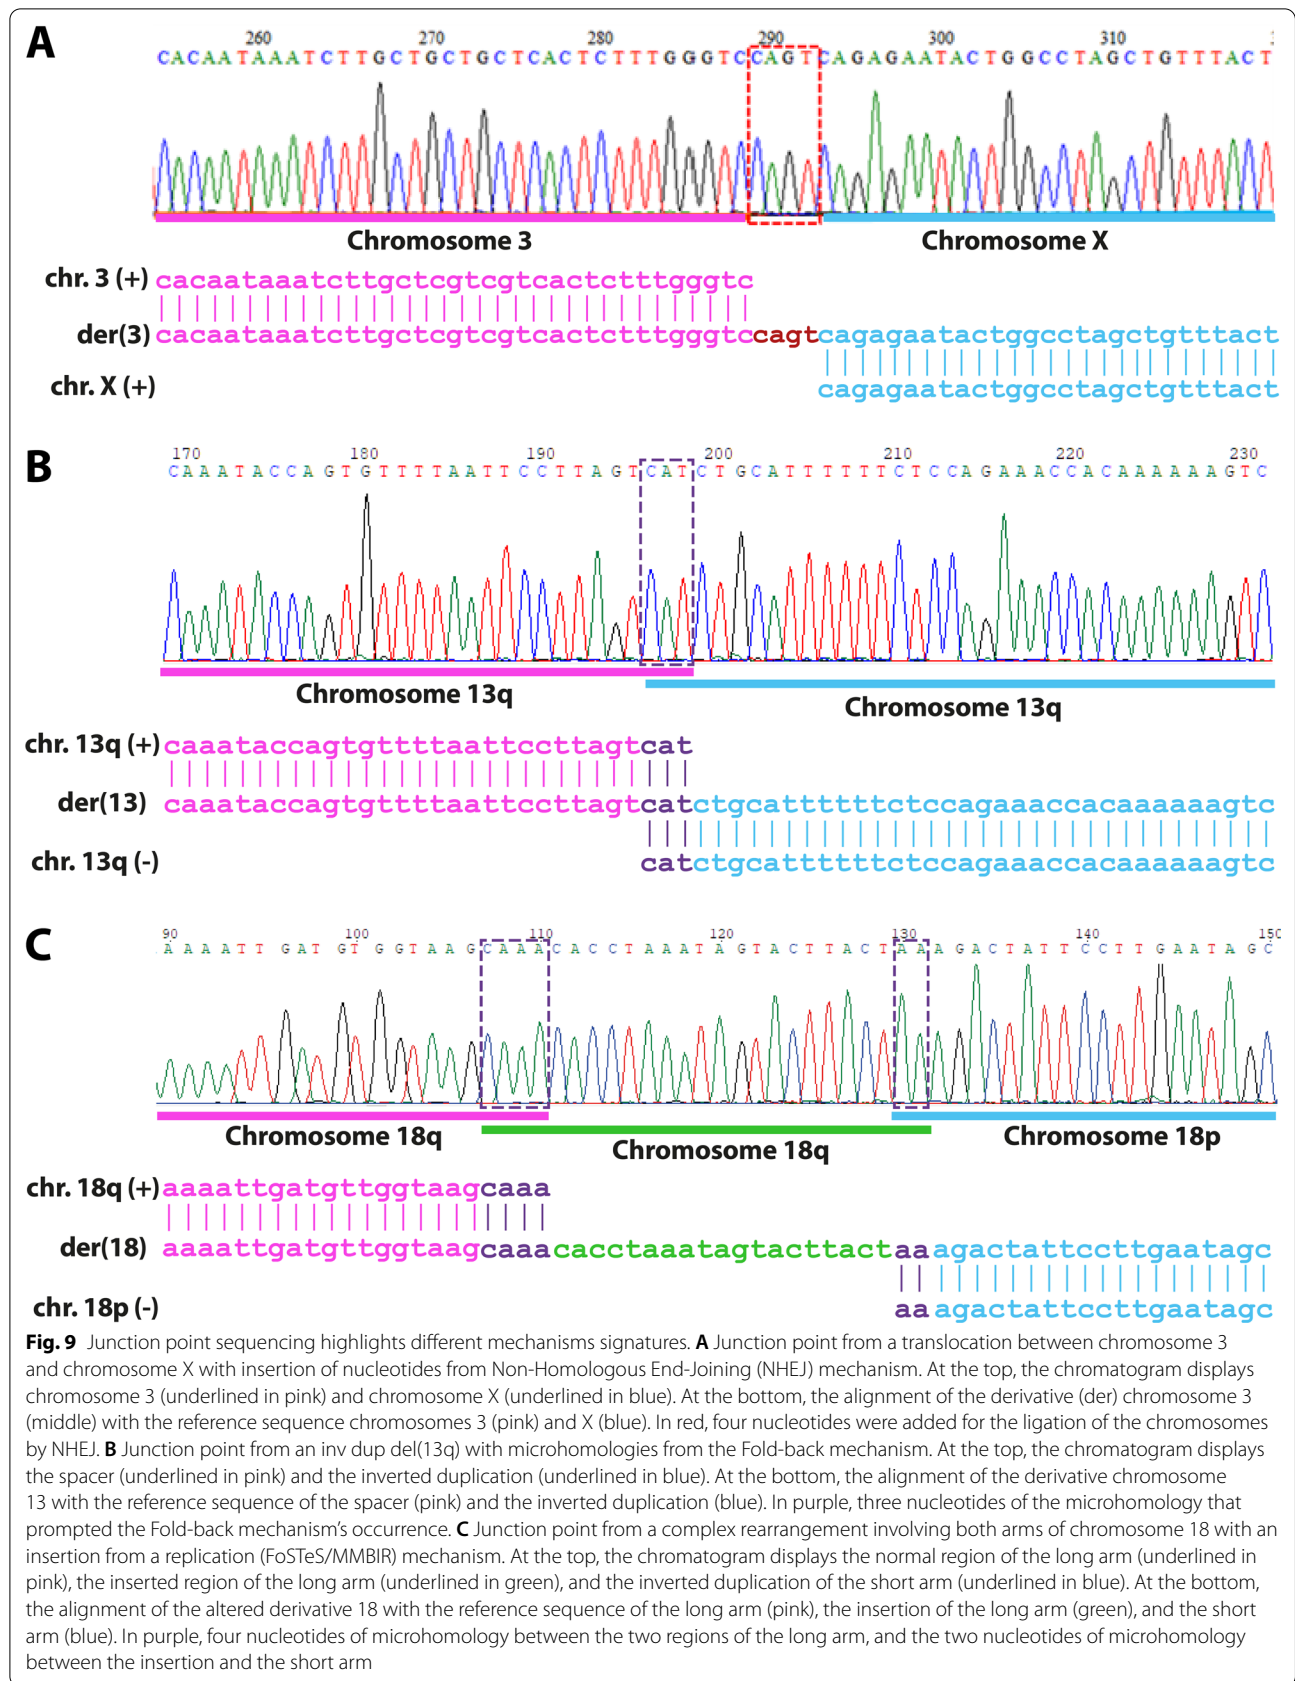 A
260 270 280 290 300 310
CACAATAAATCTTGCTGCTGCTCACTCTTTGGGTCCAGTCAGAGAATACTGGCCTAGCTGTTTACT
Chromosome 3 Chromosome X
chr. 3 (+) cacaataaatcttgctcgtcgtcactctttgggtc
der(3) cacaataaatcttgctcgtcgtcactctttgggtccagtcagagaatactggcctagctgtttact
chr. X (+) cagagaatactggcctagctgtttact
B
170 180 190 200 210 220 230
CAAATACCAGTGTTTTAATTCCTTAGTCATCTGCATTTTTTCTCCAGAAACCACAAAAAAGTC
Chromosome 13q Chromosome 13q
chr. 13q (+) caaataccagtgttttaattccttagtcat
der(13) caaataccagtgttttaattccttagtcatctgcattttttctccagaaaccacaaaaaagtc
chr. 13q (-) catctgcattttttctccagaaaccacaaaaaagtc
C
90 100 110 120 130 140 150
AAAATTGATGTGGTAAGCAAACACCTAAATAGTACTTACTAAAGACTATTCCTTGAATAGC
Chromosome 18q Chromosome 18q Chromosome 18p
chr. 18q (+) aaaattgatgttggtaagcaaa
der(18) aaaattgatgttggtaagcaaacacctaaatagtacttactaaagactattccttgaatagc
chr. 18p (-) aaagactattccttgaatagc
Fig. 9 Junction point sequencing highlights different mechanisms signatures. A Junction point from a translocation between chromosome 3
and chromosome X with insertion of nucleotides from Non-Homologous End-Joining (NHEJ) mechanism. At the top, the chromatogram displays
chromosome 3 (underlined in pink) and chromosome X (underlined in blue). At the bottom, the alignment of the derivative (der) chromosome 3
(middle) with the reference sequence chromosomes 3 (pink) and X (blue). In red, four nucleotides were added for the ligation of the chromosomes
by NHEJ. B Junction point from an inv dup del(13q) with microhomologies from the Fold-back mechanism. At the top, the chromatogram displays
the spacer (underlined in pink) and the inverted duplication (underlined in blue). At the bottom, the alignment of the derivative chromosome
13 with the reference sequence of the spacer (pink) and the inverted duplication (blue). In purple, three nucleotides of the microhomology that
prompted the Fold-back mechanism's occurrence. C Junction point from a complex rearrangement involving both arms of chromosome 18 with an
insertion from a replication (FoSTeS/MMBIR) mechanism. At the top, the chromatogram displays the normal region of the long arm (underlined in
pink), the inserted region of the long arm (underlined in green), and the inverted duplication of the short arm (underlined in blue). At the bottom,
the alignment of the altered derivative 18 with the reference sequence of the long arm (pink), the insertion of the long arm (green), and the short
arm (blue). In purple, four nucleotides of microhomology between the two regions of the long arm, and the two nucleotides of microhomology
between the insertion and the short arm